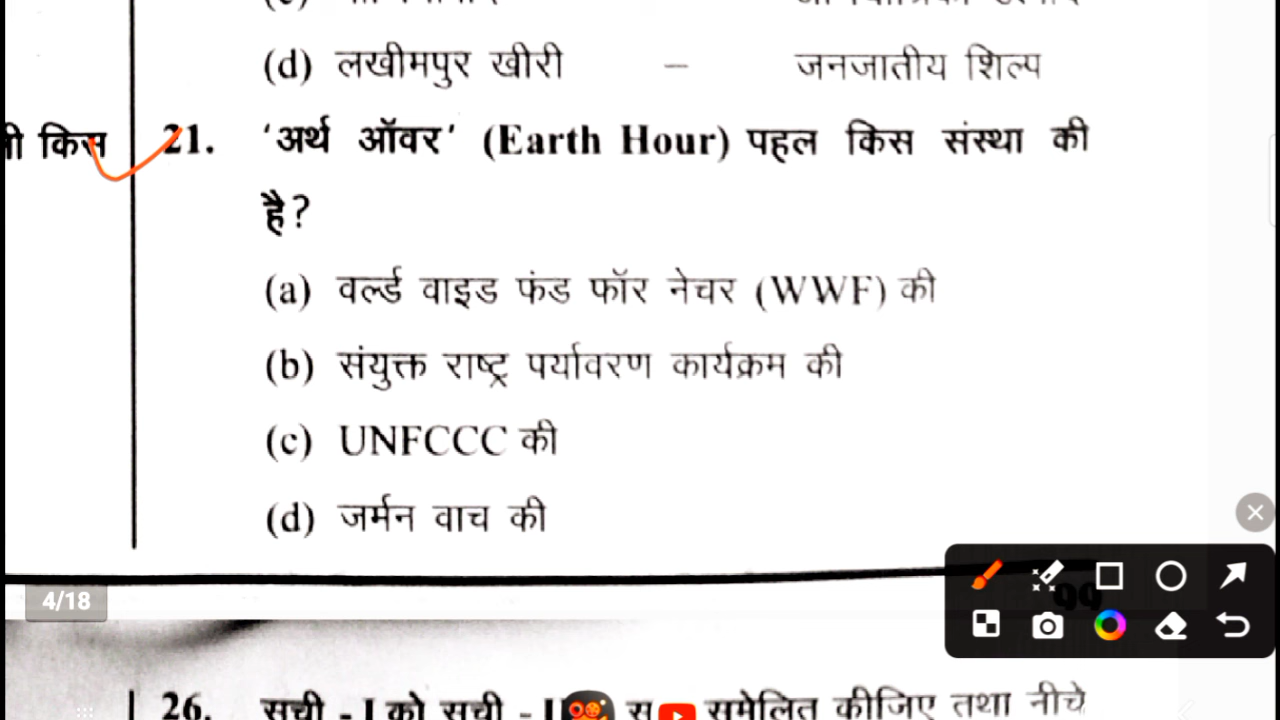 (d) लखीमपुर खीरी – जनजातीय शिल्प
किस
21. 'अर्थ ऑवर' (Earth Hour) पहल किस संस्था की
है?
(a) वर्ल्ड वाइड फंड फॉर नेचर (WWF) की
(b) संयुक्त राष्ट्र पर्यावरण कार्यक्रम की
(c) UNFCCC की
(d) जर्मन वाच की
4/18
26. सूची - I को सूची - समेलित कीजिए तथा नीचे